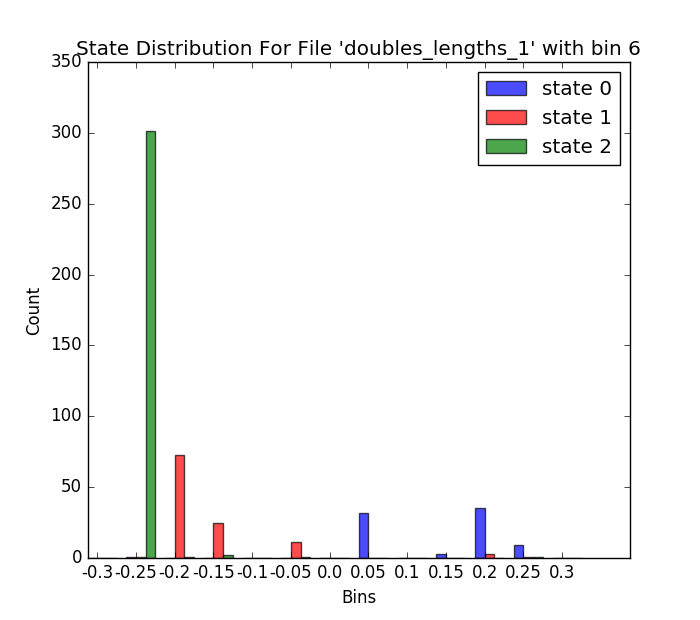 State Distribution For File 'doubles_lengths_1' with bin 6
350
300
250
200
150
100
50
0
Count
state 0
state 1
state 2
-0.3 -0.25 -0.2 -0.15 -0.1 -0.05 0.0 0.05 0.1 0.15 0.2 0.25 0.3
Bins